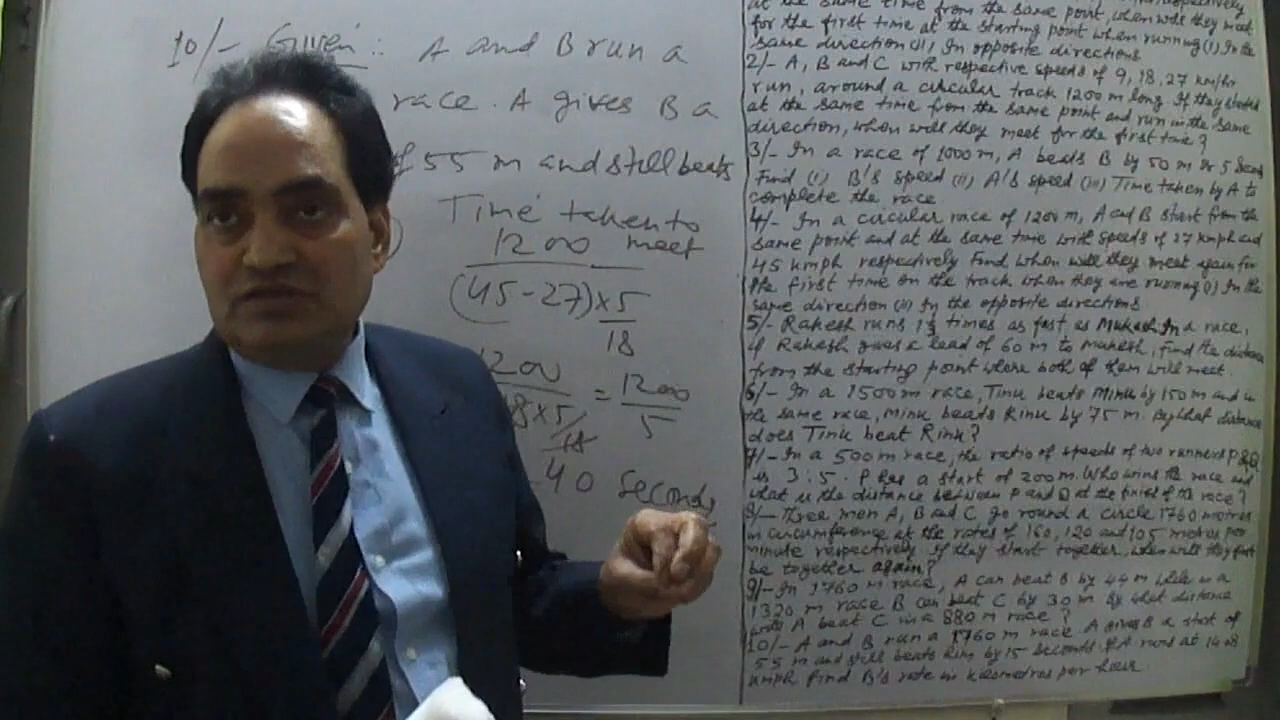 10/- Given: A and B run a
race. A gives B a
of 55 m and still beats
Time taken to
1200 meet
(45-27)×5
18
1200 = 1200
18×5 5
18
40 seconds
at the same time from the same point, when will they meet
for the first time at the starting point when running (i) In the
same direction (ii) In opposite directions
2/- A, B and C with respective speeds of 9, 18, 27 km/hr
run, around a circular track 1200 m long. If they started
at the same time from the same point and run in the same
direction, when will they meet for the first time?
3/- In a race of 1000 m, A beats B by 50 m or 5 Seconds
Find (i) B's speed (ii) A's speed (iii) Time taken by A to
complete the race
4/- In a circular race of 1200 m, A and B start from the
same point and at the same time with speeds of 27 kmph and
45 kmph respectively Find when will they meet again for
the first time on the track when they are running (i) In the
same direction (ii) In the opposite directions
5/- Rakesh runs times as fast as Mukesh. In a race,
if Rakesh gives a lead of 60 m to Mukesh, find the distance
from the starting point where both of them will meet.
6/- In a 1500 m race, Tinu beats Minu by 150 m and in
the same race, Minu beats Rinu by 75 m. By what distance
does Tinu beat Rinu?
7/- In a 500 m race, the ratio of speeds of two runners P & Q
is 3:5. P has a start of 200 m. Who wins the race and
what is the distance between P and Q at the finish of the race?
8/- Three men A, B and C go round a circle 1760 metres
in circumference at the rates of 160, 120 and 105 metres per
minute respectively If they start together, when will they first
be together again?
9/- In 1760 m race, A can beat B by 44 m while in a
1320 m race B can beat C by 30 m By what distance
will A beat C in a 880 m race?
10/- A and B run a 1760 m race. A gives B a start of
55 m and still beats him by 15 seconds. If A runs at
kmph find B's rate in kilometres per hour